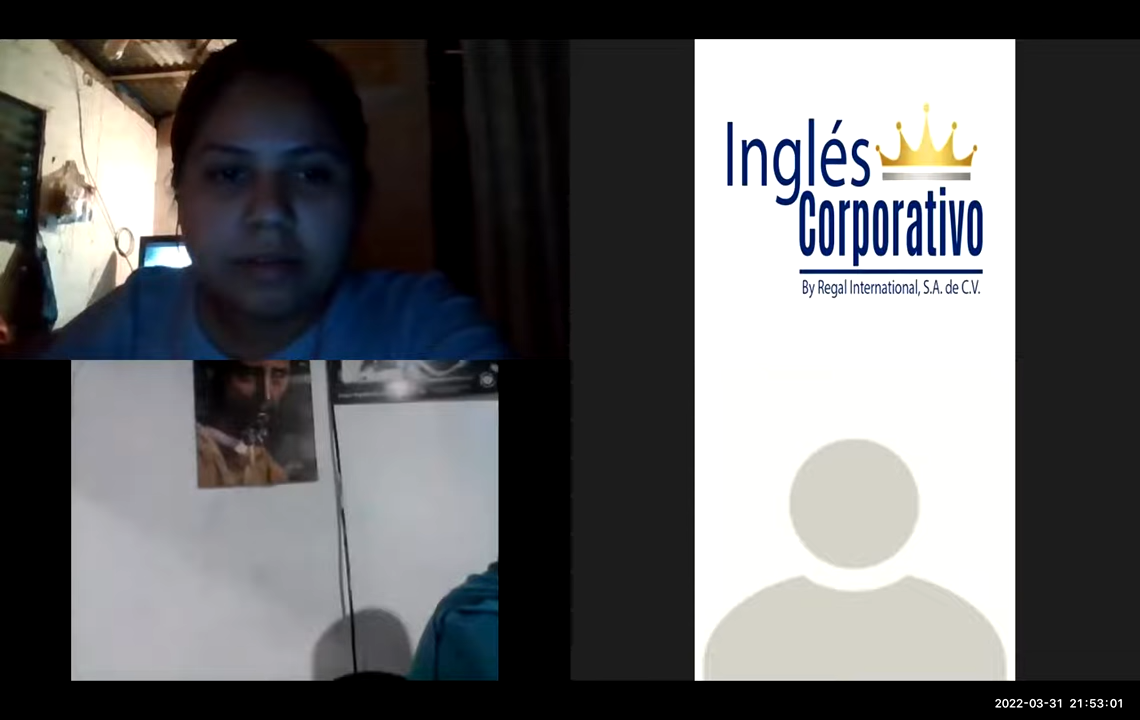 Inglés
Corporativo
By Regal International, S.A. de C.V.
2022-03-31 21:53:01